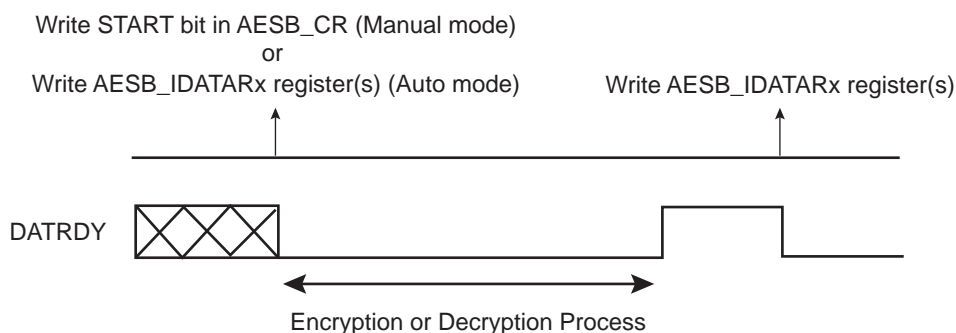 Write START bit in AESB_CR (Manual mode)
or
Write AESB_IDATARx register(s) (Auto mode)
Write AESB_IDATARx register(s)
DATRDY
Encryption or Decryption Process